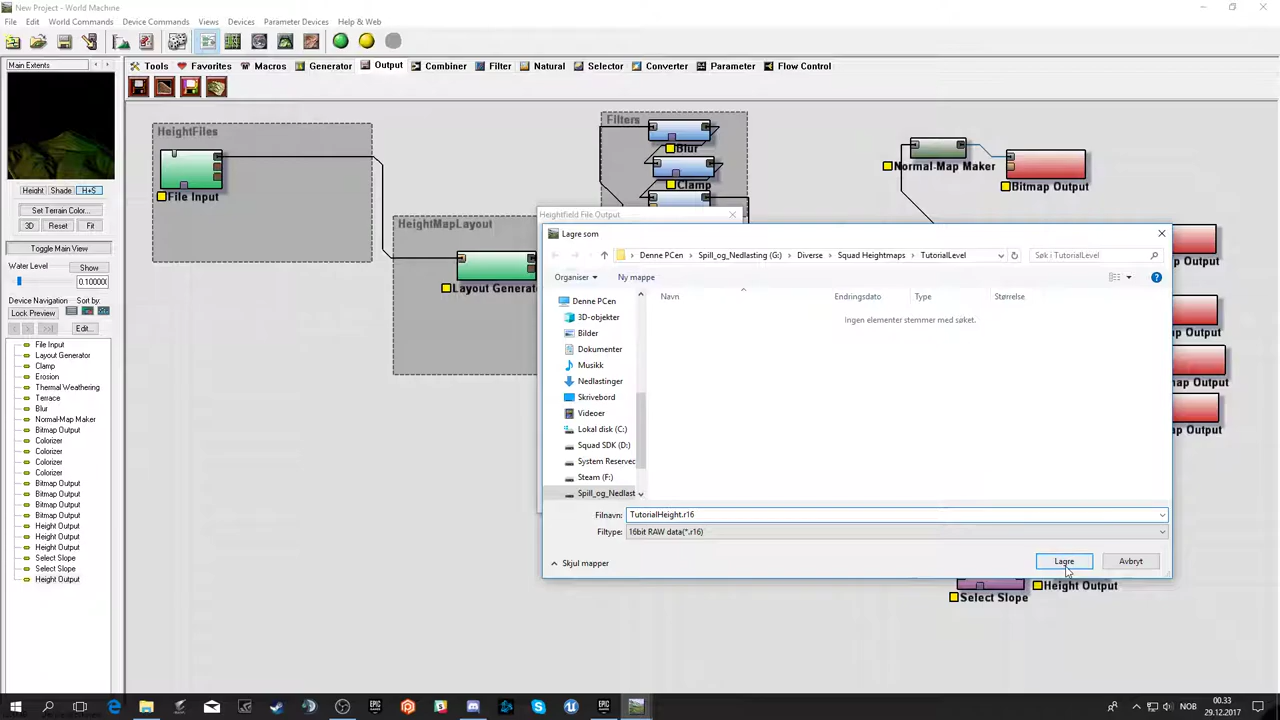 New Project - World Machine
File Edit World Commands Device Commands Views Devices Parameter Devices Help & Web
Main Extents
Tools Favorites Macros Generator Output Combiner Filter Natural Selector Converter Parameter Flow Control
HeightFiles
File Input
Filters
Blur
Clamp
Normal-Map Maker
Bitmap Output
HeightMapLayout
Layout Generato
Height Shade H+S
Set Terrain Color...
3D Reset Fit
Toggle Main View
Water Level Show
0.10000
Device Navigation Sort by:
Lock Preview
Edit...
File Input
Layout Generator
Clamp
Erosion
Thermal Weathering
Terrace
Blur
Normal-Map Maker
Bitmap Output
Colorizer
Colorizer
Colorizer
Colorizer
Bitmap Output
Bitmap Output
Bitmap Output
Bitmap Output
Height Output
Height Output
Height Output
Select Slope
Select Slope
Height Output
Heightfield File Output
Lagre som
Denne PCen Spill_og_Nedlasting (G:) Diverse Squad Heightmaps TutorialLevel
Søk i TutorialLevel
Organiser Ny mappe
Denne PCen
3D-objekter
Bilder
Dokumenter
Musikk
Nedlastinger
Skrivebord
Videoer
Lokal disk (C:)
Squad SDK (D:)
System Reserved
Steam (F:)
Spill_og_Nedlast
Navn Endringsdato Type Størrelse
Ingen elementer stemmer med søket.
Filnavn: TutorialHeight.r16
Filtype: 16bit RAW data(*.r16)
Skjul mapper
Lagre Avbryt
p Output
p Output
map Output
p Output
Select Slope
Height Output
NOB
00.33
29.12.2017